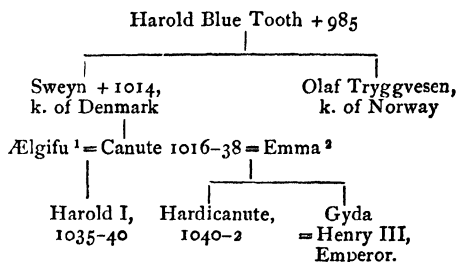 Harold Blue Tooth +985
Sweyn +1014, Olaf Tryggvesen,
k. of Denmark k. of Norway
Ælgifu ¹ = Canute 1016-38 = Emma ²
Harold I, Hardicanute, Gyda
1035-40 1040-2 = Henry III,
Emperor.